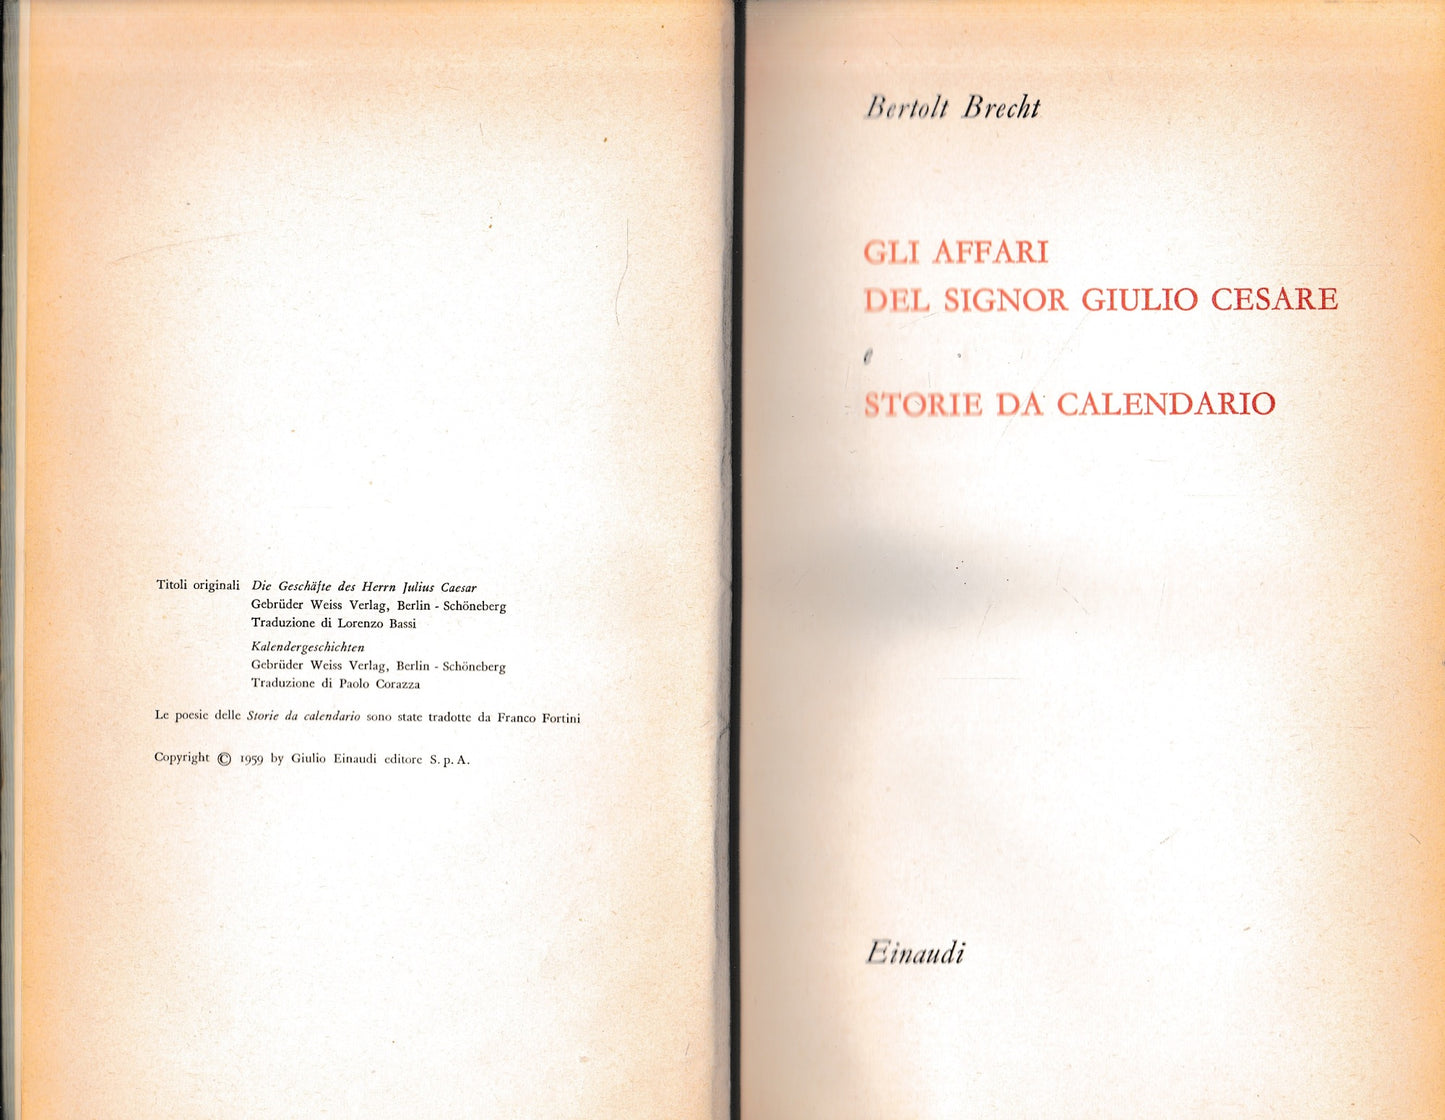 Titoli originali Die Geschäfte des Herrn Julius Caesar
Gebrüder Weiss Verlag, Berlin - Schöneberg
Traduzione di Lorenzo Bassi
Kalendergeschichten
Gebrüder Weiss Verlag, Berlin - Schöneberg
Traduzione di Paolo Corazza
Le poesie delle Storie da calendario sono state tradotte da Franco Fortini
Copyright © 1959 by Giulio Einaudi editore S. p. A.
Bertolt Brecht
GLI AFFARI
DEL SIGNOR GIULIO CESARE
e
STORIE DA CALENDARIO
Einaudi